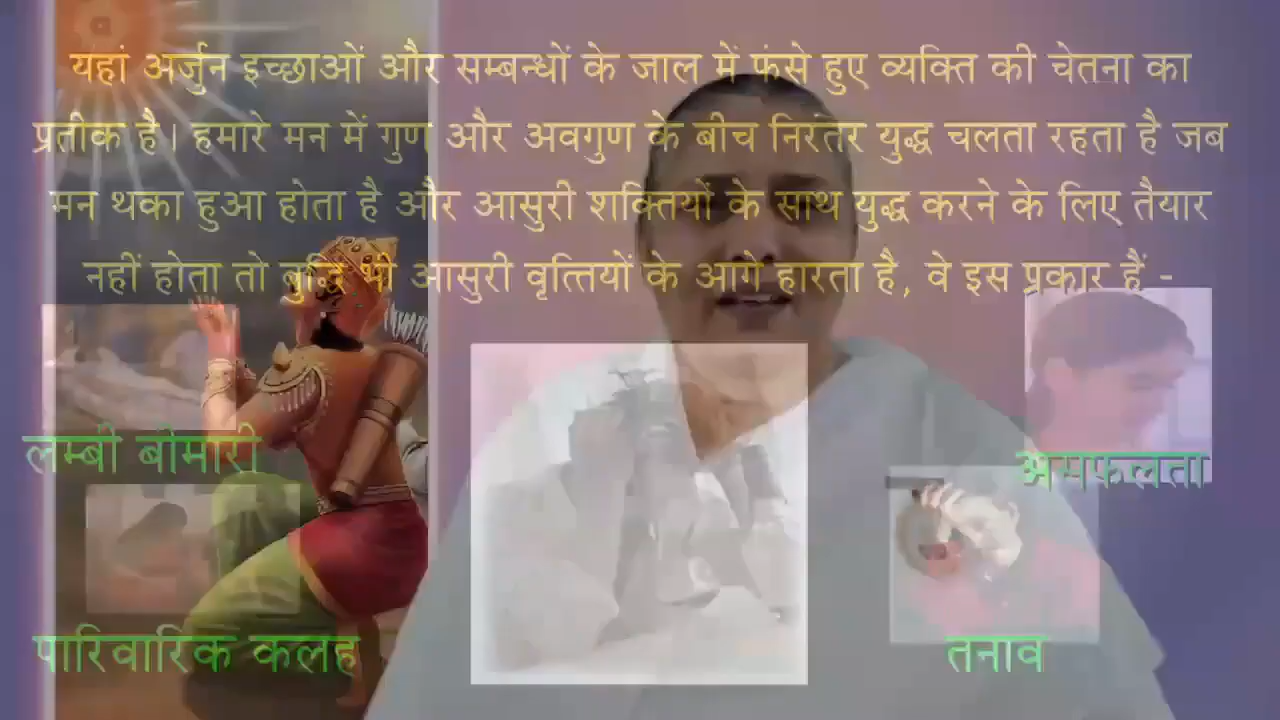 यहां अर्जुन इच्छाओं और सम्बन्धों के जाल में फंसे हुए व्यक्ति की चेतना का
प्रतीक है। हमारे मन में गुण और अवगुण के बीच निरंतर युद्ध चलता रहता है जब
मन थका हुआ होता है और आसुरी शक्तियों के साथ युद्ध करने के लिए तैयार
नहीं होता तो बुद्धि भी आसुरी वृत्तियों के आगे हारता है, वे इस प्रकार हैं -
लम्बी बीमारी
असफलता
पारिवारिक कलह
तनाव